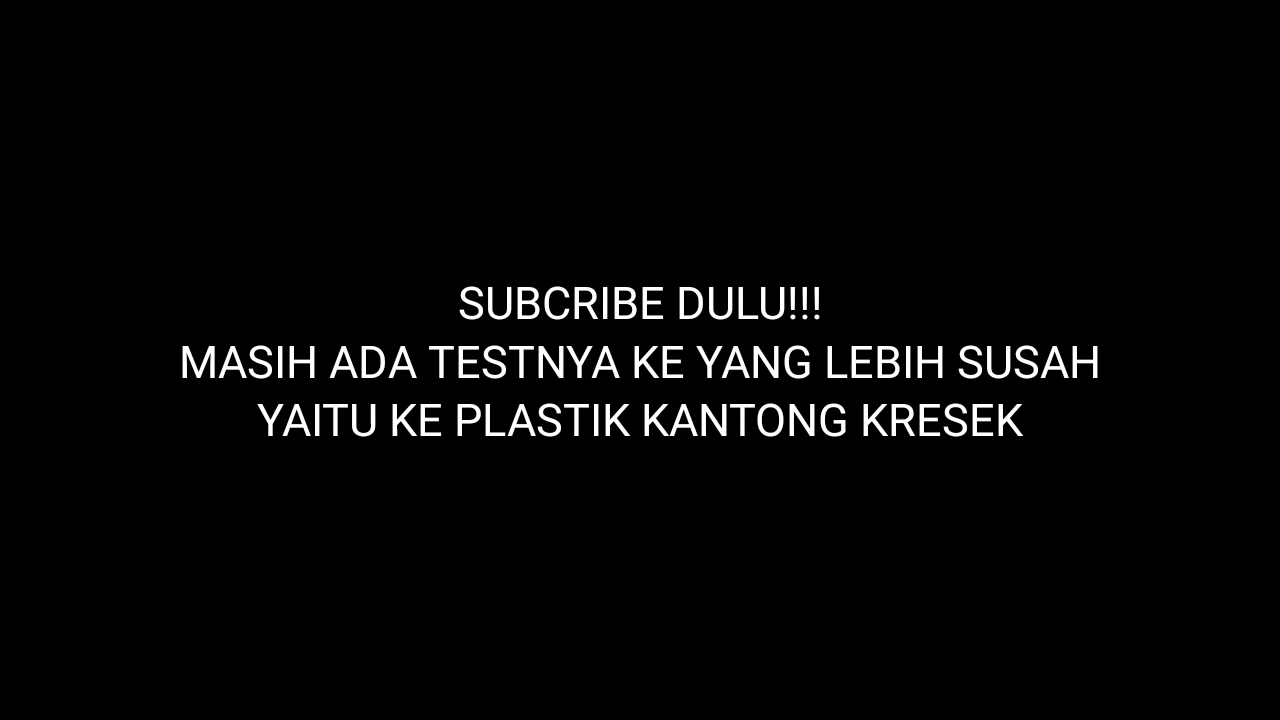 SUBCRIBE DULU!!!
MASIH ADA TESTNYA KE YANG LEBIH SUSAH
YAITU KE PLASTIK KANTONG KRESEK